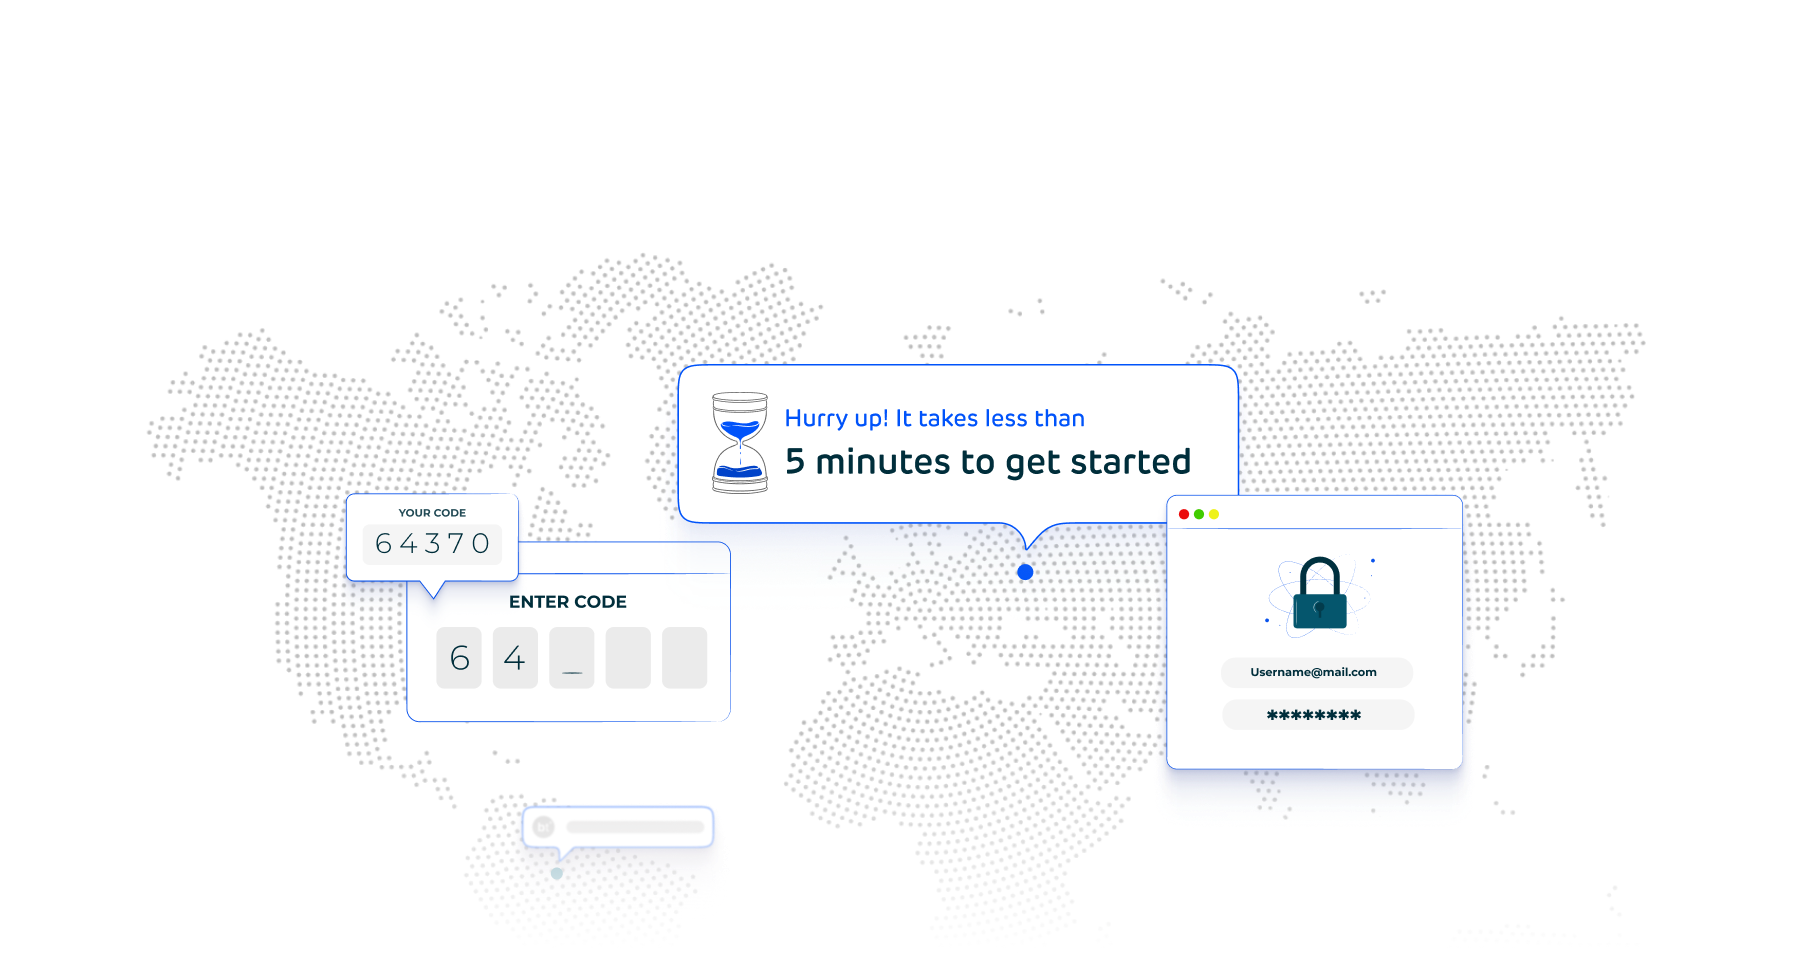 Hurry up! It takes less than
5 minutes to get started
YOUR CODE
64370
ENTER CODE
6 4 _
Username@mail.com
********